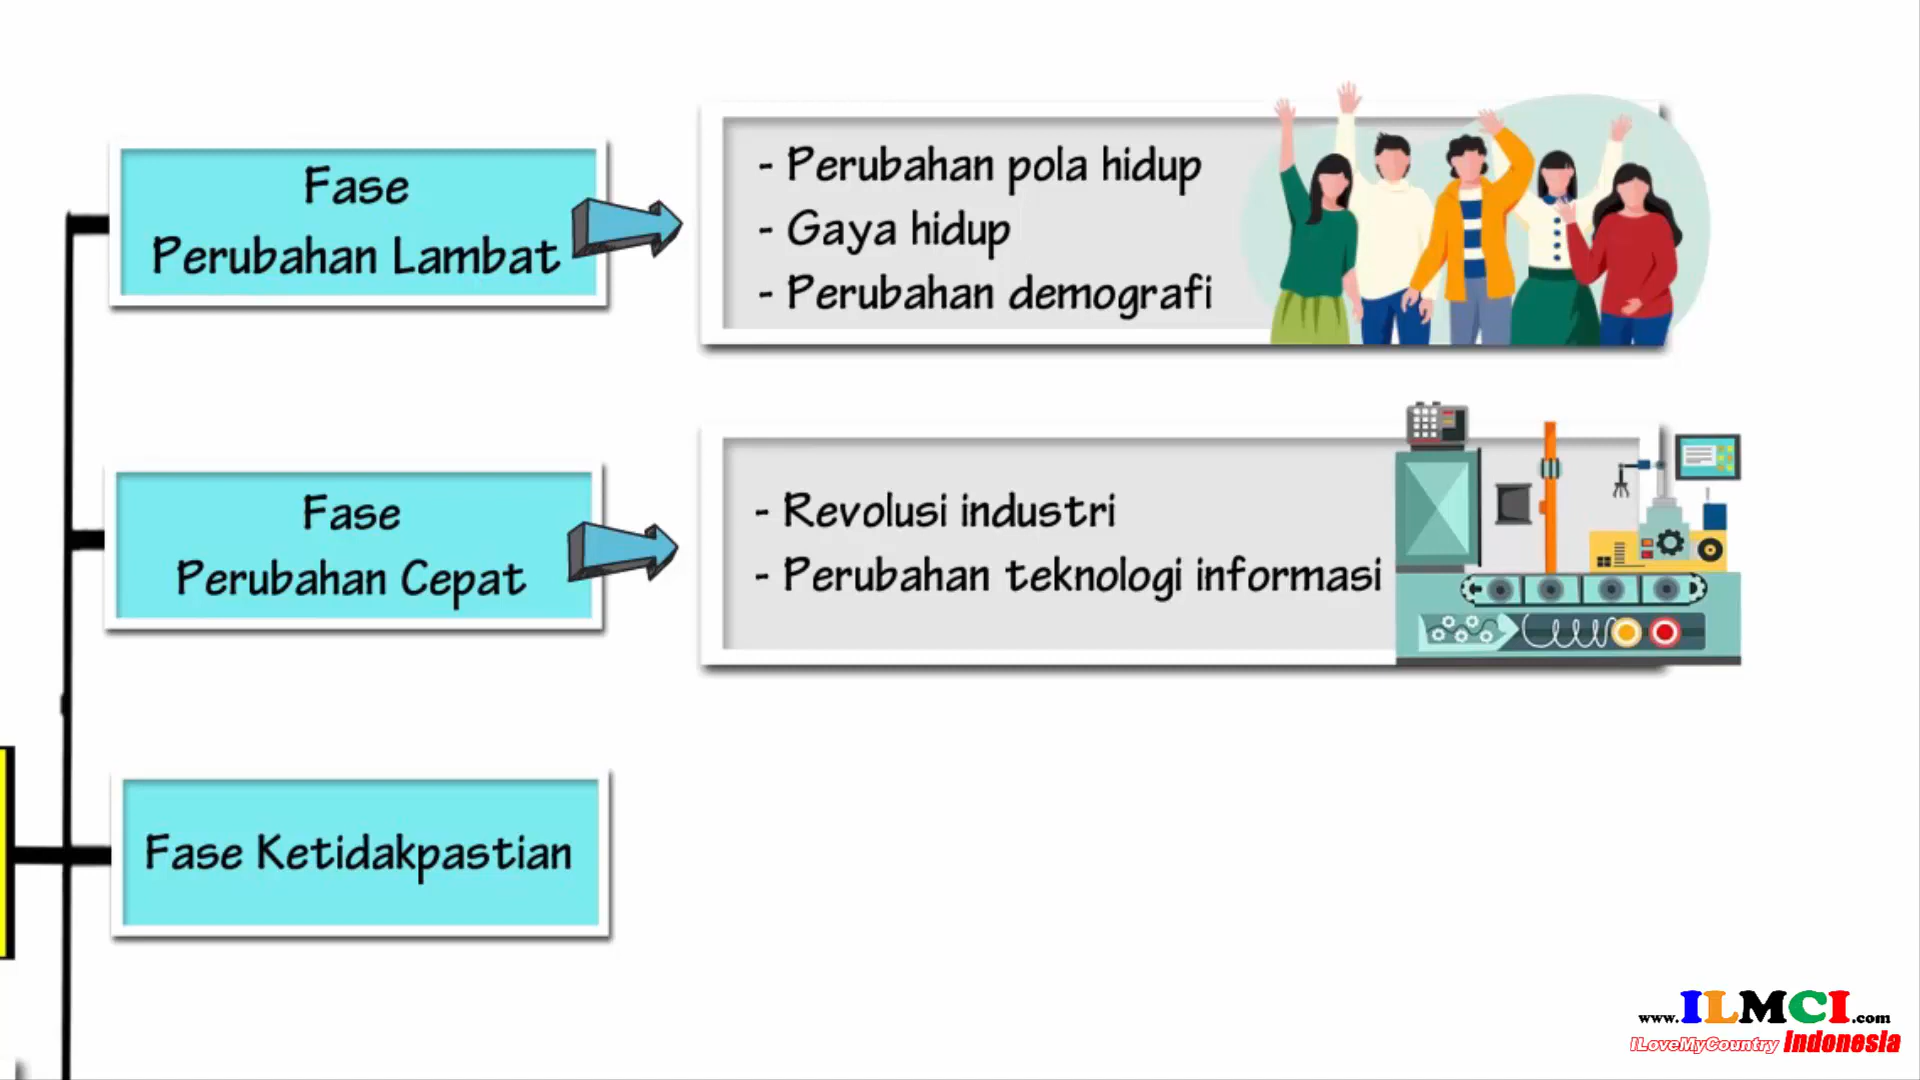 Fase
Perubahan Lambat
- Perubahan pola hidup
- Gaya hidup
- Perubahan demografi
Fase
Perubahan Cepat
- Revolusi industri
- Perubahan teknologi informasi
Fase Ketidakpastian
www.ILMCI.com
ILoveMyCountry Indonesia